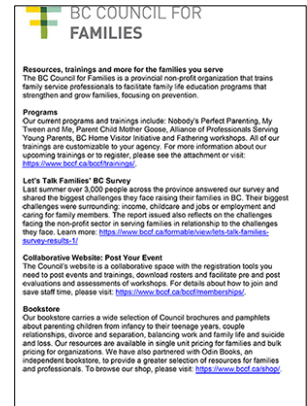 BC COUNCIL FOR
FAMILIES
Resources, trainings and more for the families you serve
The BC Council for Families is a provincial non-profit organization that trains
family service professionals to facilitate family life education programs that
strengthen and grow families, focusing on prevention.
Programs
Our current programs and trainings include: Nobody's Perfect Parenting, My
Tween and Me, Parent Child Mother Goose, Alliance of Professionals Serving
Young Parents, BC Home Visitor Initiative and Fathering workshops. All of our
trainings are customizable to your agency. For more information about our
upcoming trainings or to register, please see the attachment or visit:
https://www.bccf.ca/bccf/trainings/.
Let's Talk Families' BC Survey
Last summer over 3,000 people across the province answered our survey and
shared the biggest challenges they face raising their families in BC. Their biggest
challenges were surrounding: income, childcare and jobs or employment and
caring for family members. The report issued also reflects on the challenges
facing the non-profit sector in serving families in relationship to the challenges
they face. Learn more: https://www.bccf.ca/formable/view/lets-talk-families-
survey-results-1/
Collaborative Website: Post Your Event
The Council's website is a collaborative space with the registration tools you
need to post events and trainings, download rosters and facilitate pre and post
evaluations and assessments of workshops. For details about how to join and
save staff time, please visit: https://www.bccf.ca/bccf/memberships/.
Bookstore
Our bookstore carries a wide selection of Council brochures and pamphlets
about parenting children from infancy to their teenage years, couple
relationships, divorce and separation, balancing work and family life and suicide
and loss. Our resources are available in single unit pricing for families and bulk
pricing for organizations. We have also partnered with Odin Books, an
independent bookstore, to provide a greater selection of resources for families
and professionals. To browse our shop, please visit: https://www.bccf.ca/shop/.